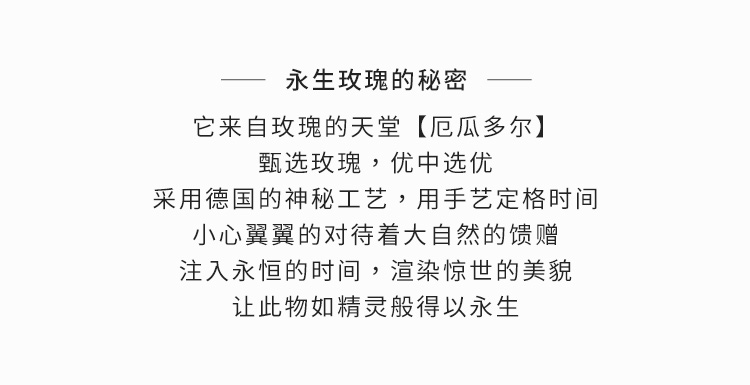 永生玫瑰的秘密
它来自玫瑰的天堂【厄瓜多尔】
甄选玫瑰，优中选优
采用德国的神秘工艺，用手艺定格时间
小心翼翼的对待着大自然的馈赠
注入永恒的时间，渲染惊世的美貌
让此物如精灵般得以永生